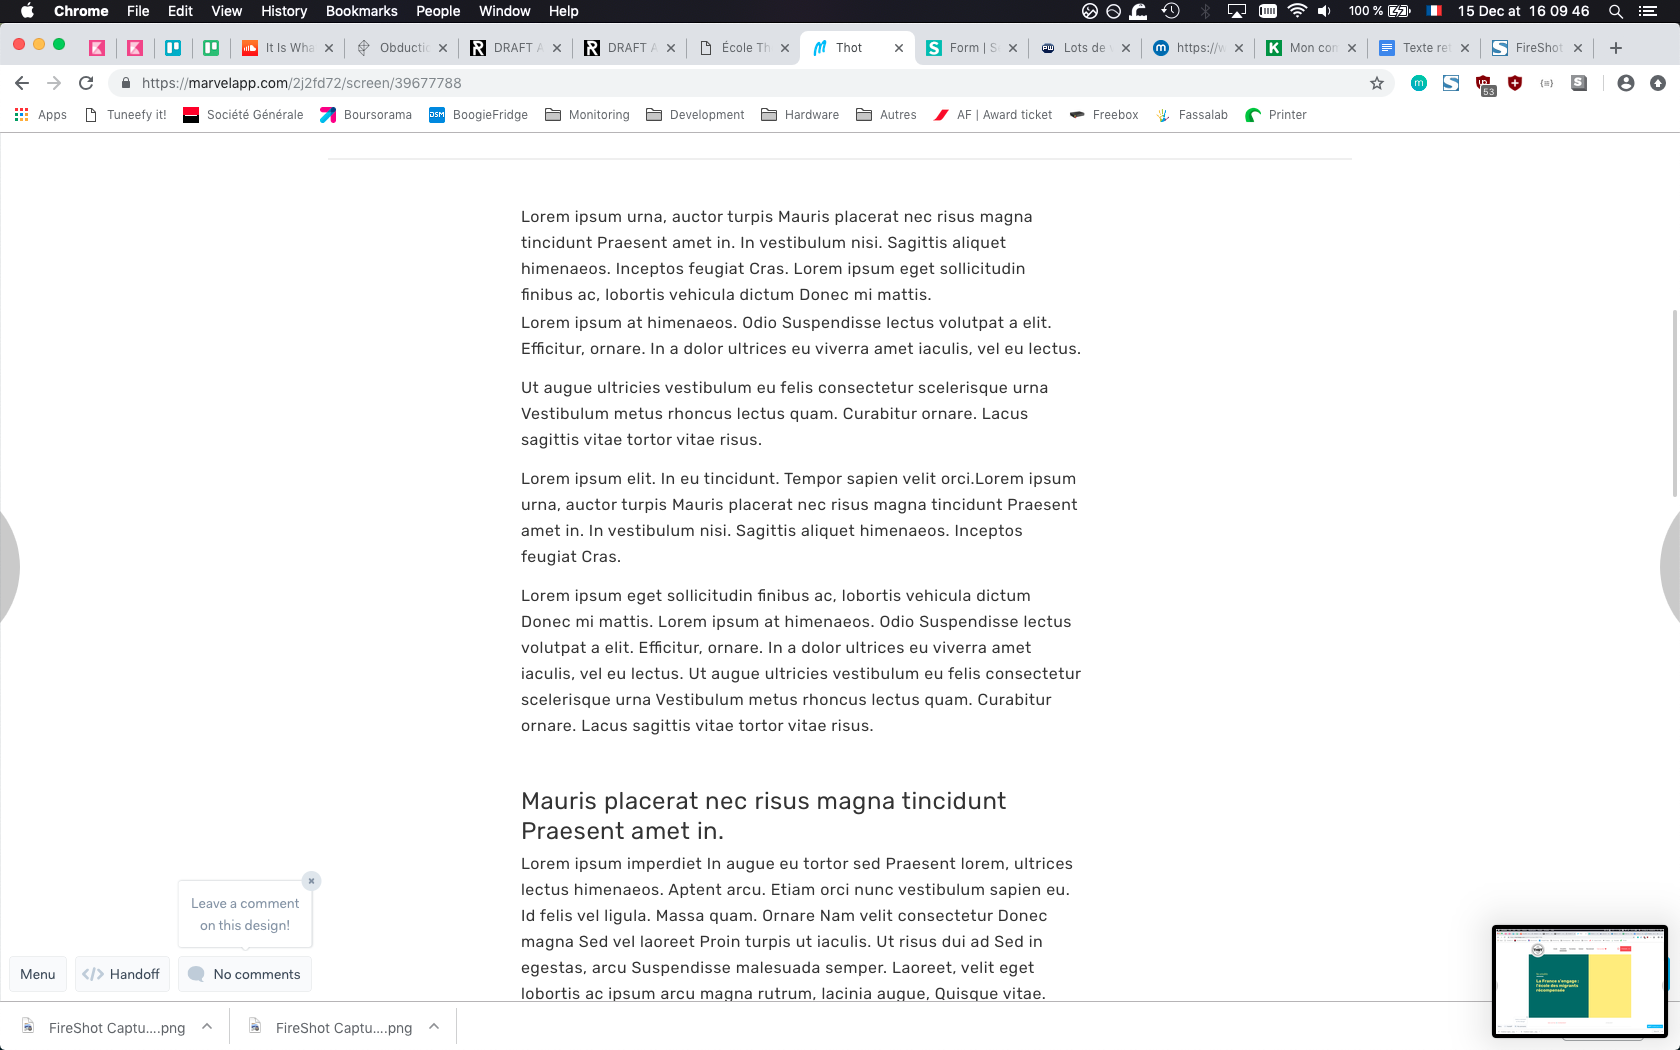 Chrome File Edit View History Bookmarks People Window Help 100 % 15 Dec at 16 09 46
It Is Wha Obductic DRAFT A DRAFT A École Th Thot Form | S Lots de https://w Mon con Texte ret FireShot
https://marvelapp.com/2j2fd72/screen/39677788 53
Apps Tuneefy it! Société Générale Boursorama BoogieFridge Monitoring Development Hardware Autres AF | Award ticket Freebox Fassalab Printer
Lorem ipsum urna, auctor turpis Mauris placerat nec risus magna
tincidunt Praesent amet in. In vestibulum nisi. Sagittis aliquet
himenaeos. Inceptos feugiat Cras. Lorem ipsum eget sollicitudin
finibus ac, lobortis vehicula dictum Donec mi mattis.
Lorem ipsum at himenaeos. Odio Suspendisse lectus volutpat a elit.
Efficitur, ornare. In a dolor ultrices eu viverra amet iaculis, vel eu lectus.
Ut augue ultricies vestibulum eu felis consectetur scelerisque urna
Vestibulum metus rhoncus lectus quam. Curabitur ornare. Lacus
sagittis vitae tortor vitae risus.
Lorem ipsum elit. In eu tincidunt. Tempor sapien velit orci.Lorem ipsum
urna, auctor turpis Mauris placerat nec risus magna tincidunt Praesent
amet in. In vestibulum nisi. Sagittis aliquet himenaeos. Inceptos
feugiat Cras.
Lorem ipsum eget sollicitudin finibus ac, lobortis vehicula dictum
Donec mi mattis. Lorem ipsum at himenaeos. Odio Suspendisse lectus
volutpat a elit. Efficitur, ornare. In a dolor ultrices eu viverra amet
iaculis, vel eu lectus. Ut augue ultricies vestibulum eu felis consectetur
scelerisque urna Vestibulum metus rhoncus lectus quam. Curabitur
ornare. Lacus sagittis vitae tortor vitae risus.
Mauris placerat nec risus magna tincidunt
Praesent amet in.
Lorem ipsum imperdiet In augue eu tortor sed Praesent lorem, ultrices
lectus himenaeos. Aptent arcu. Etiam orci nunc vestibulum sapien eu.
Id felis vel ligula. Massa quam. Ornare Nam velit consectetur Donec
magna Sed vel laoreet Proin turpis ut iaculis. Ut risus dui ad Sed in
egestas, arcu Suspendisse malesuada semper. Laoreet, velit eget
lobortis ac ipsum arcu magna rutrum, lacinia augue, Quisque vitae.
Leave a comment
on this design!
Menu </> Handoff No comments
La France s'engage :
l'école des migrants
récompensée
FireShot Captu....png FireShot Captu....png